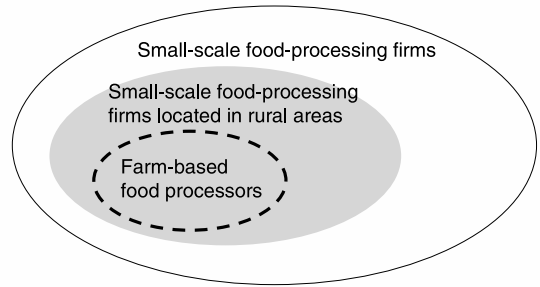 Small-scale food-processing firms
Small-scale food-processing
firms located in rural areas
Farm-based
food processors